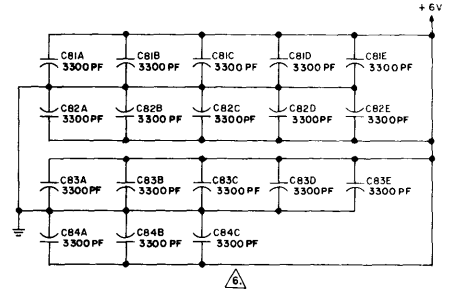 +6V
C81A C81B C81C C81D C81E
3300PF 3300PF 3300PF 3300PF 3300PF
C82A C82B C82C C82D C82E
3300PF 3300PF 3300PF 3300PF 3300PF
C83A C83B C83C C83D C83E
3300PF 3300PF 3300PF 3300PF 3300PF
C84A C84B C84C
3300PF 3300PF 3300PF
6.